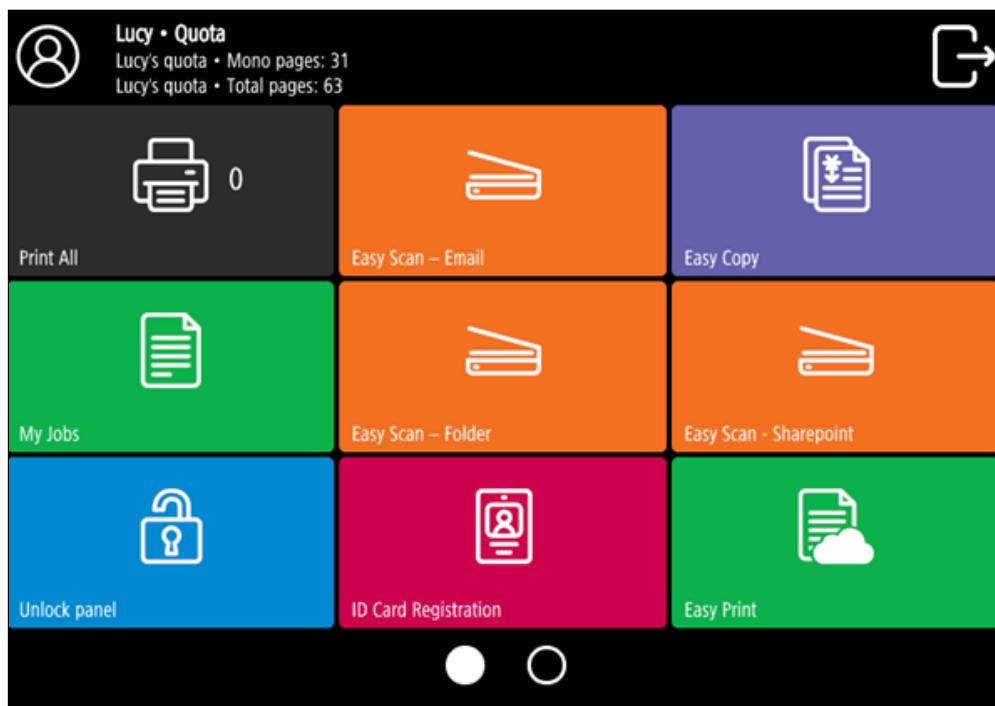 Lucy • Quota
Lucy's quota • Mono pages: 31
Lucy's quota • Total pages: 63
0
Print All
Easy Scan – Email
Easy Copy
My Jobs
Easy Scan – Folder
Easy Scan - Sharepoint
Unlock panel
ID Card Registration
Easy Print